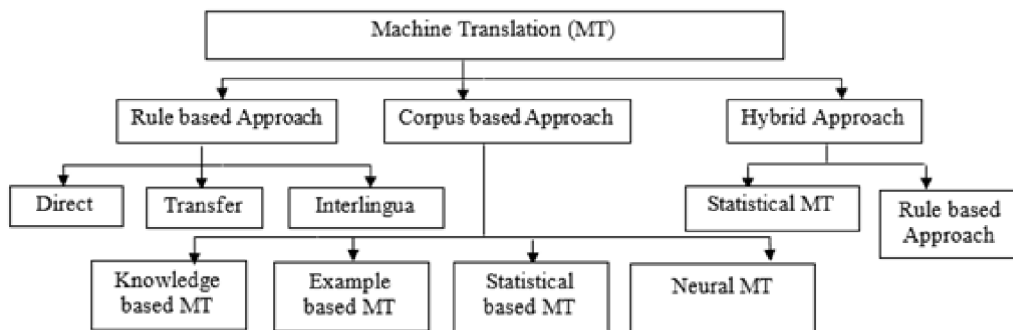 Machine Translation (MT)
Rule based Approach
Corpus based Approach
Hybrid Approach
Direct
Transfer
Interlingua
Statistical MT
Rule based
Approach
Knowledge
based MT
Example
based MT
Statistical
based MT
Neural MT